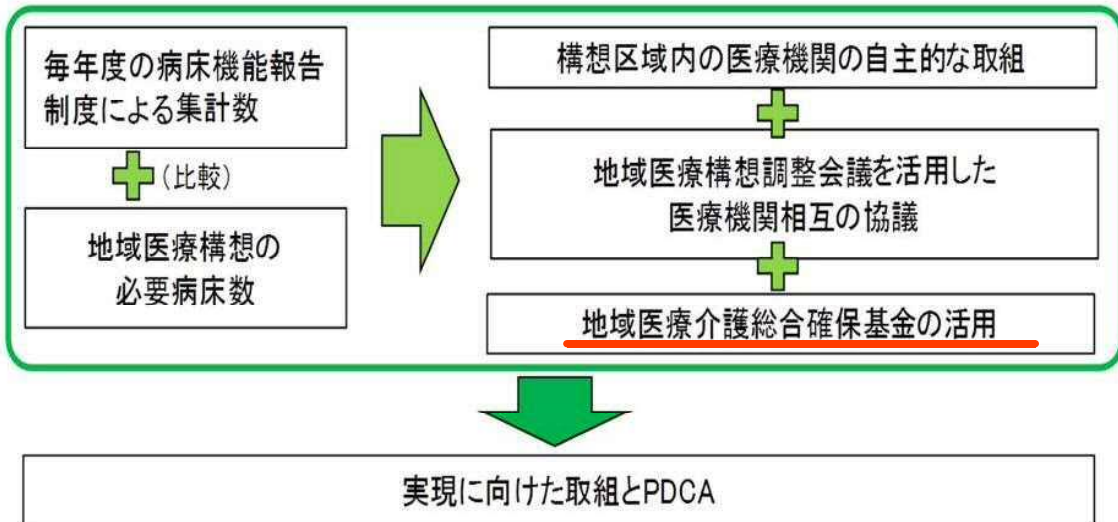 毎年度の病床機能報告
制度による集計数
(比較)
地域医療構想の
必要病床数
構想区域内の医療機関の自主的な取組
地域医療構想調整会議を活用した
医療機関相互の協議
地域医療介護総合確保基金の活用
実現に向けた取組とPDCA